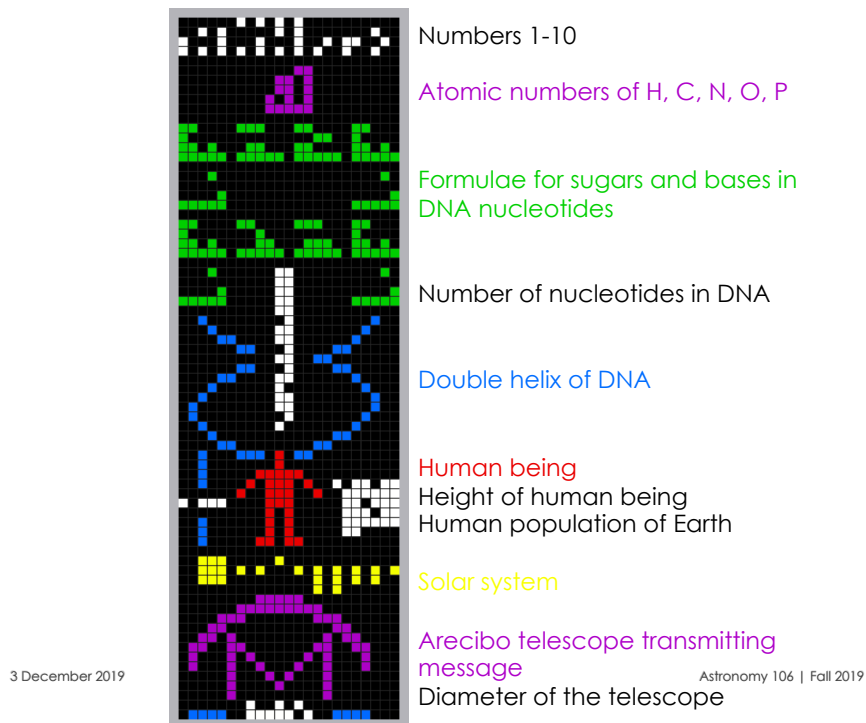 Numbers 1-10
Atomic numbers of H, C, N, O, P
Formulae for sugars and bases in
DNA nucleotides
Number of nucleotides in DNA
Double helix of DNA
Human being
Height of human being
Human population of Earth
Solar system
Arecibo telescope transmitting
message
Diameter of the telescope
3 December 2019
Astronomy 106 | Fall 2019